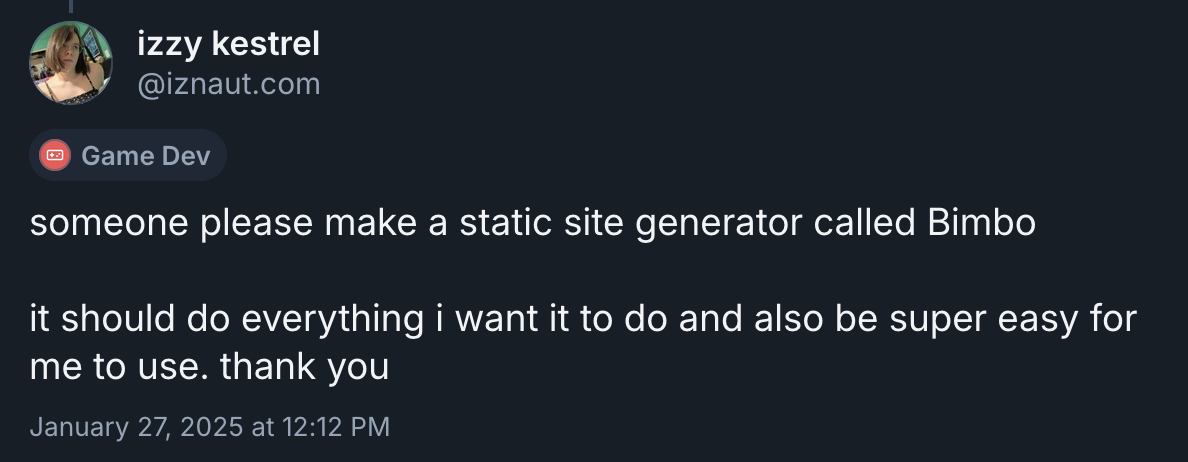 izzy kestrel
@iznaut.com
Game Dev
someone please make a static site generator called Bimbo
it should do everything i want it to do and also be super easy for
me to use. thank you
January 27, 2025 at 12:12 PM